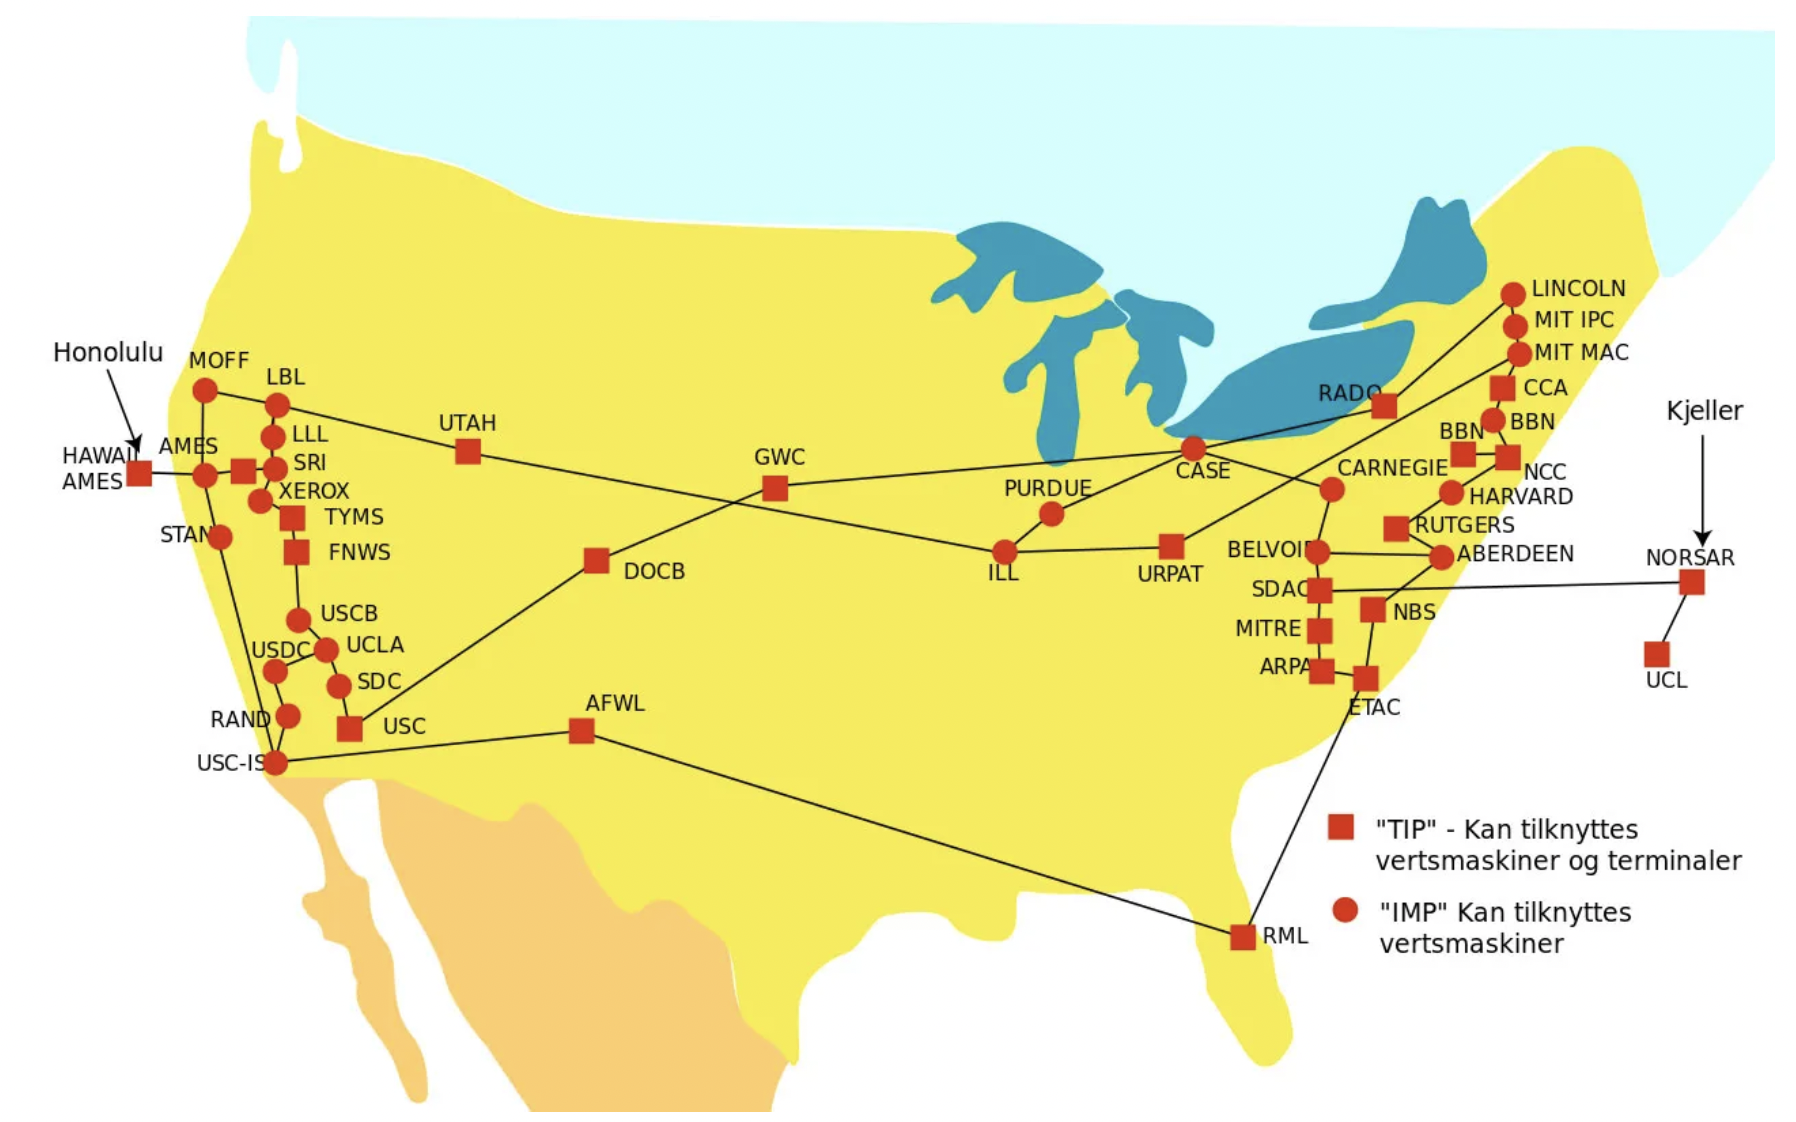 Honolulu
MOFF
LBL
UTAH
LLL
AMES
SRI
HAWAII
AMES
XEROX
TYMS
STAN
FNWS
USCB
UCLA
USDC
SDC
RAND
USC
USC-IS
GWC
DOCB
AFWL
PURDUE
ILL
URPAT
CASE
RADC
LINCOLN
MIT IPC
MIT MAC
CCA
BBN
BBN
NCC
CARNEGIE
HARVARD
RUTGERS
BELVOIR
ABERDEEN
SDAC
NBS
MITRE
ARPA
ETAC
RML
Kjeller
NORSAR
UCL
"TIP" - Kan tilknyttes
vertsmaskiner og terminaler
"IMP" Kan tilknyttes
vertsmaskiner